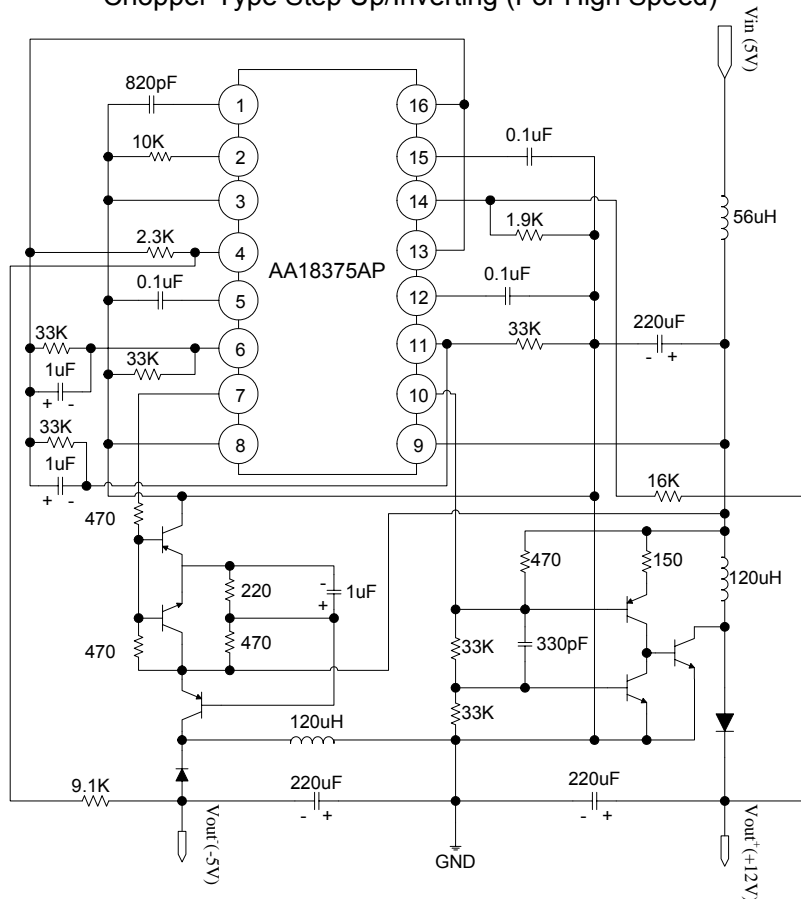 Chopper Type Step Up/Inverting (For High Speed)
Vin (5V)
820pF
1
16
10K
2
15
0.1uF
3
14
1.9K
56uH
2.3K
4
13
AA18375AP
0.1uF
5
12
0.1uF
33K
6
11
33K
220uF
- +
1uF
33K
+ -
7
10
33K
8
9
1uF
+ -
16K
470
470
150
120uH
220
-
+
1uF
470
470
33K
330pF
33K
120uH
9.1K
220uF
- +
220uF
- +
Vout-(-5V)
GND
Vout+(+12V)